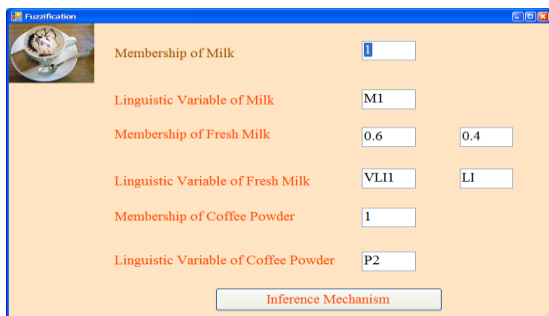 Fuzzification
Membership of Milk 1
Linguistic Variable of Milk M1
Membership of Fresh Milk 0.6 0.4
Linguistic Variable of Fresh Milk VLI1 LI
Membership of Coffee Powder 1
Linguistic Variable of Coffee Powder P2
Inference Mechanism